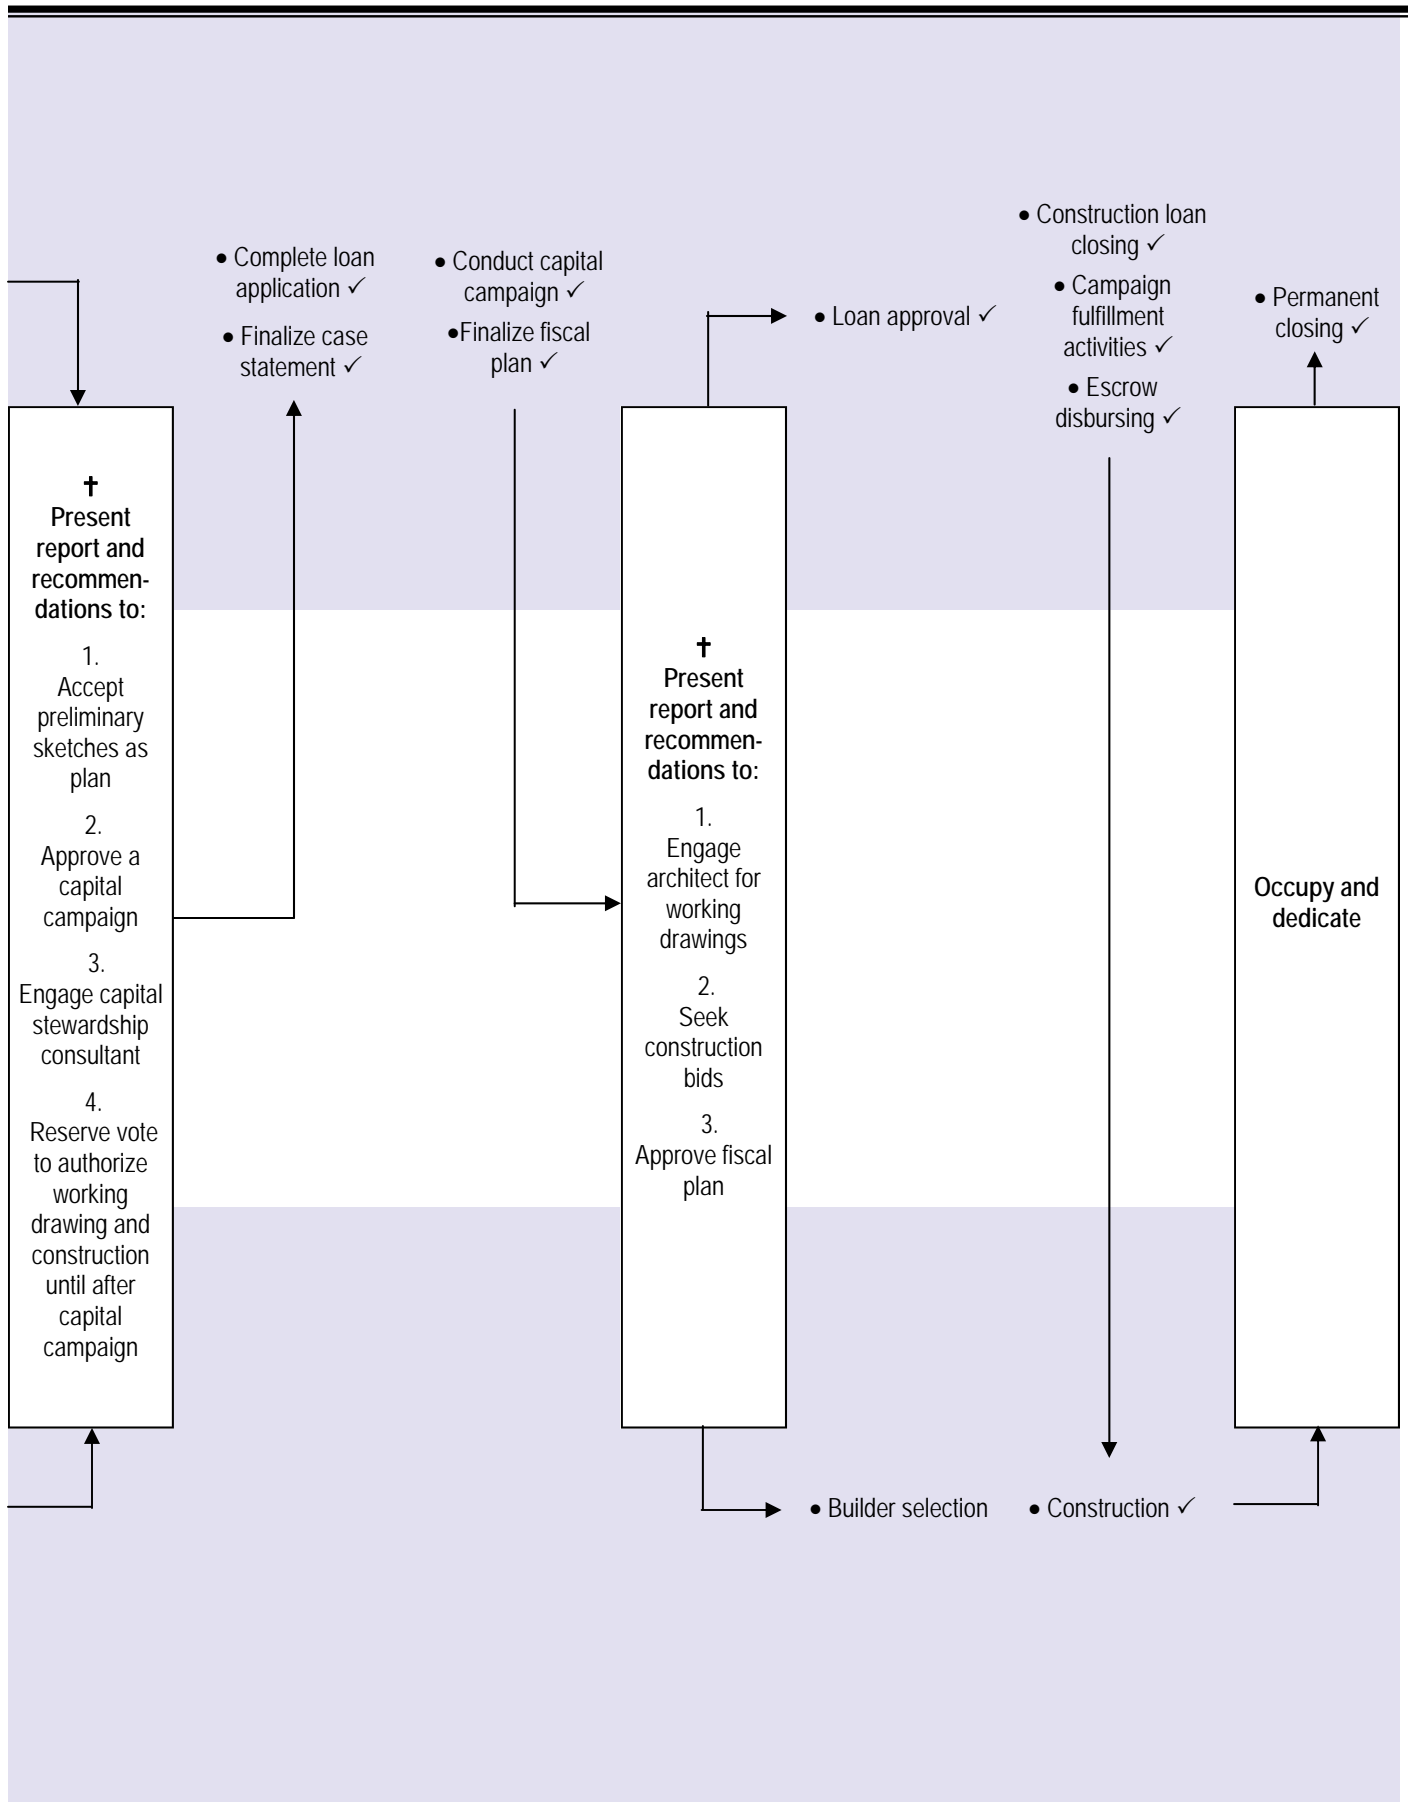 ✝
Present
report and
recommen-
dations to:
1.
Accept
preliminary
sketches as
plan
2.
Approve a
capital
campaign
3.
Engage capital
stewardship
consultant
4.
Reserve vote
to authorize
working
drawing and
construction
until after
capital
campaign
• Complete loan
application ✓
• Finalize case
statement ✓
• Conduct capital
campaign ✓
•Finalize fiscal
plan ✓
✝
Present
report and
recommen-
dations to:
1.
Engage
architect for
working
drawings
2.
Seek
construction
bids
3.
Approve fiscal
plan
• Loan approval ✓
• Builder selection
• Construction loan
closing ✓
• Campaign
fulfillment
activities ✓
• Escrow
disbursing ✓
• Construction ✓
• Permanent
closing ✓
Occupy and
dedicate